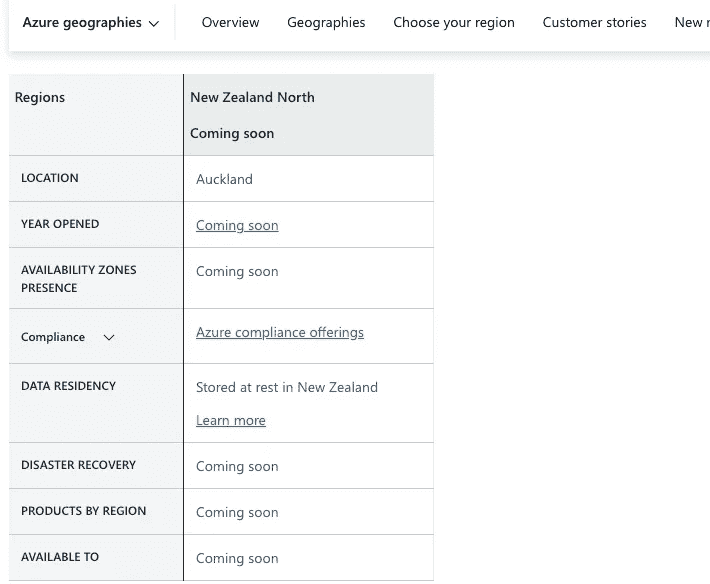 Azure geographies Overview Geographies Choose your region Customer stories New
Regions New Zealand North
Coming soon
LOCATION Auckland
YEAR OPENED Coming soon
AVAILABILITY ZONES Coming soon
PRESENCE
Compliance Azure compliance offerings
DATA RESIDENCY Stored at rest in New Zealand
Learn more
DISASTER RECOVERY Coming soon
PRODUCTS BY REGION Coming soon
AVAILABLE TO Coming soon